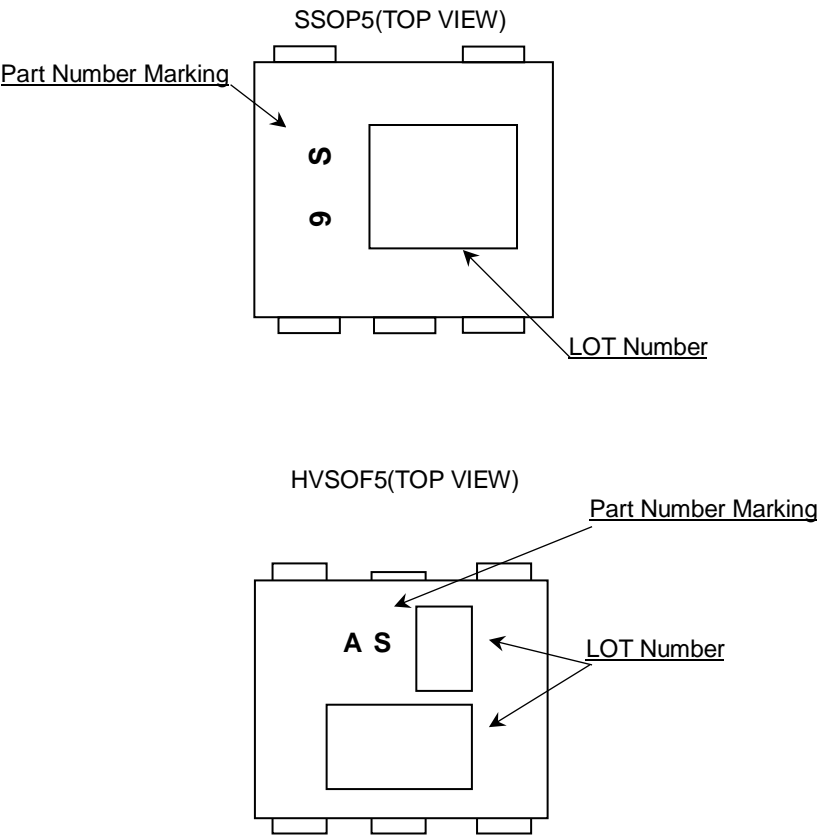 SSOP5(TOP VIEW)
Part Number Marking
S
9
LOT Number
HVSOF5(TOP VIEW)
Part Number Marking
A S
LOT Number